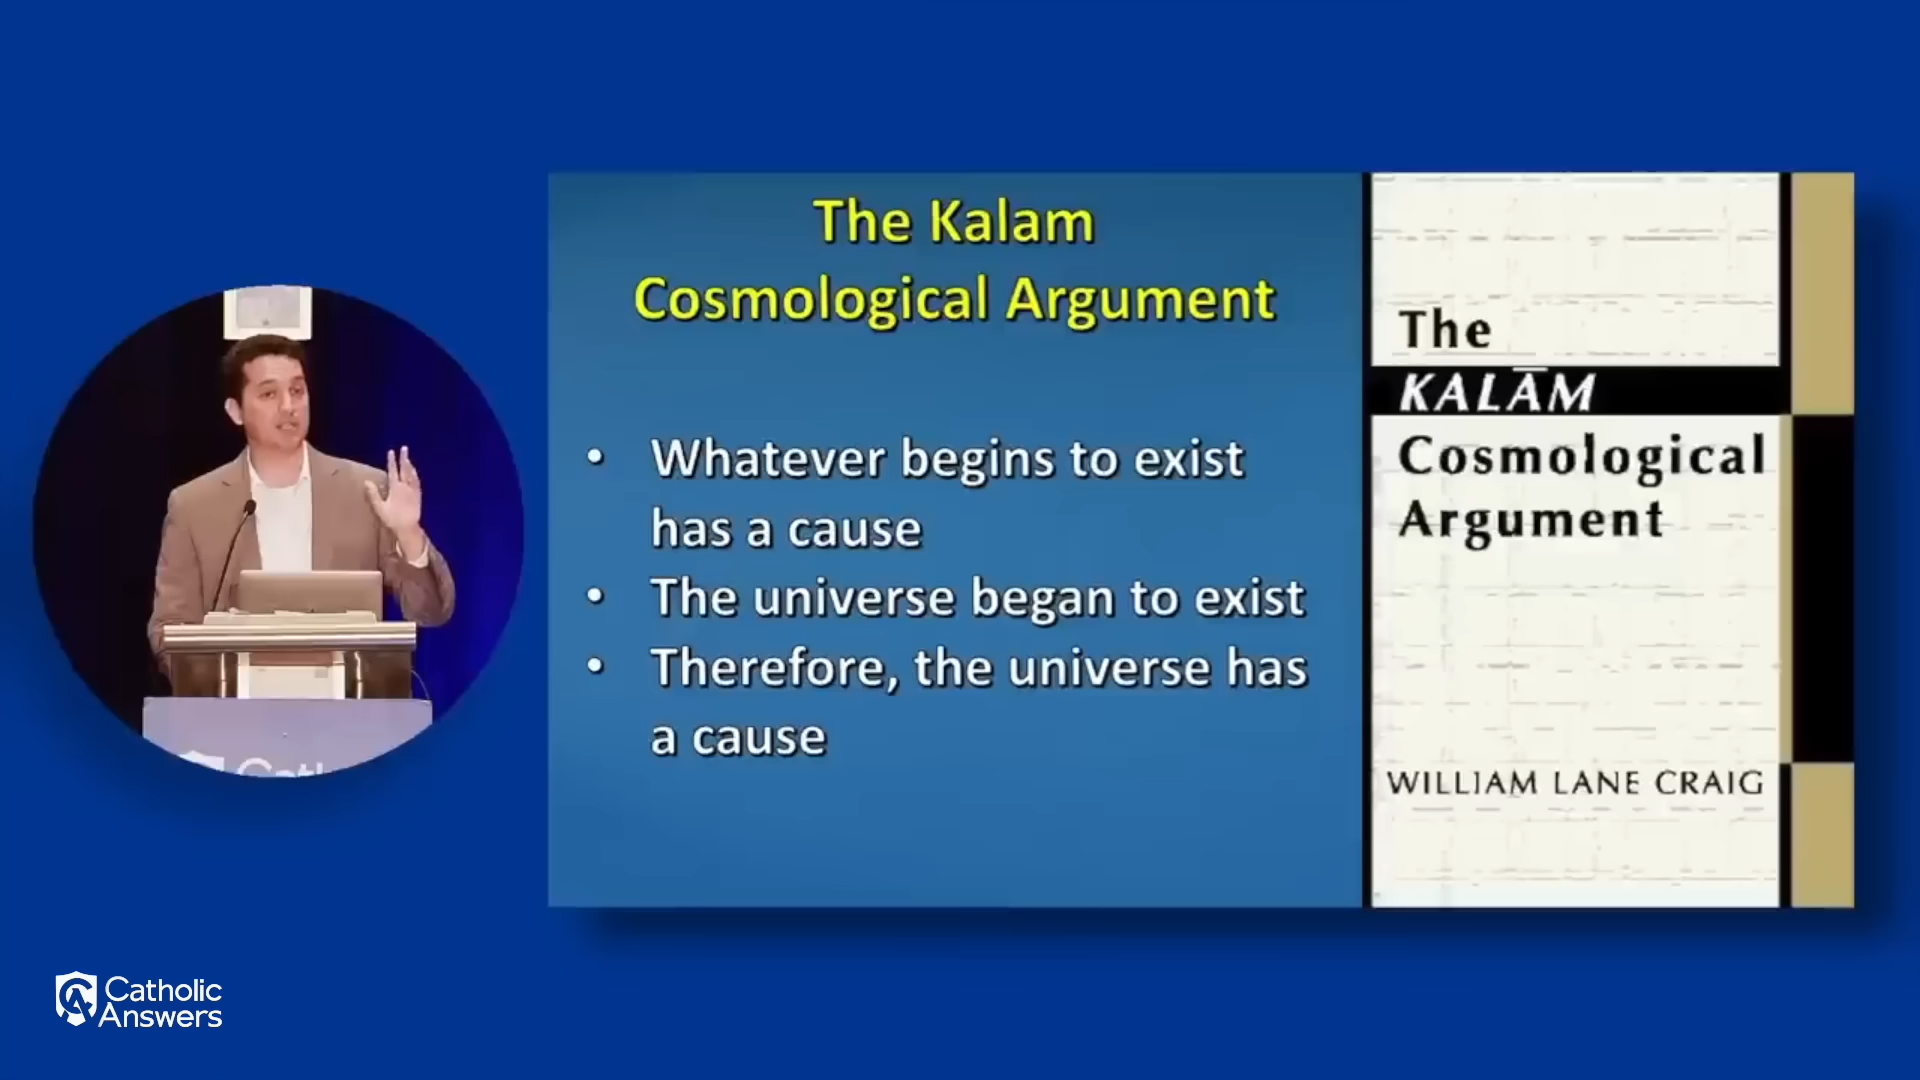 The Kalam
Cosmological Argument
• Whatever begins to exist
has a cause
• The universe began to exist
• Therefore, the universe has
a cause
The
KALĀM
Cosmological
Argument
WILLIAM LANE CRAIG
Catholic
Answers